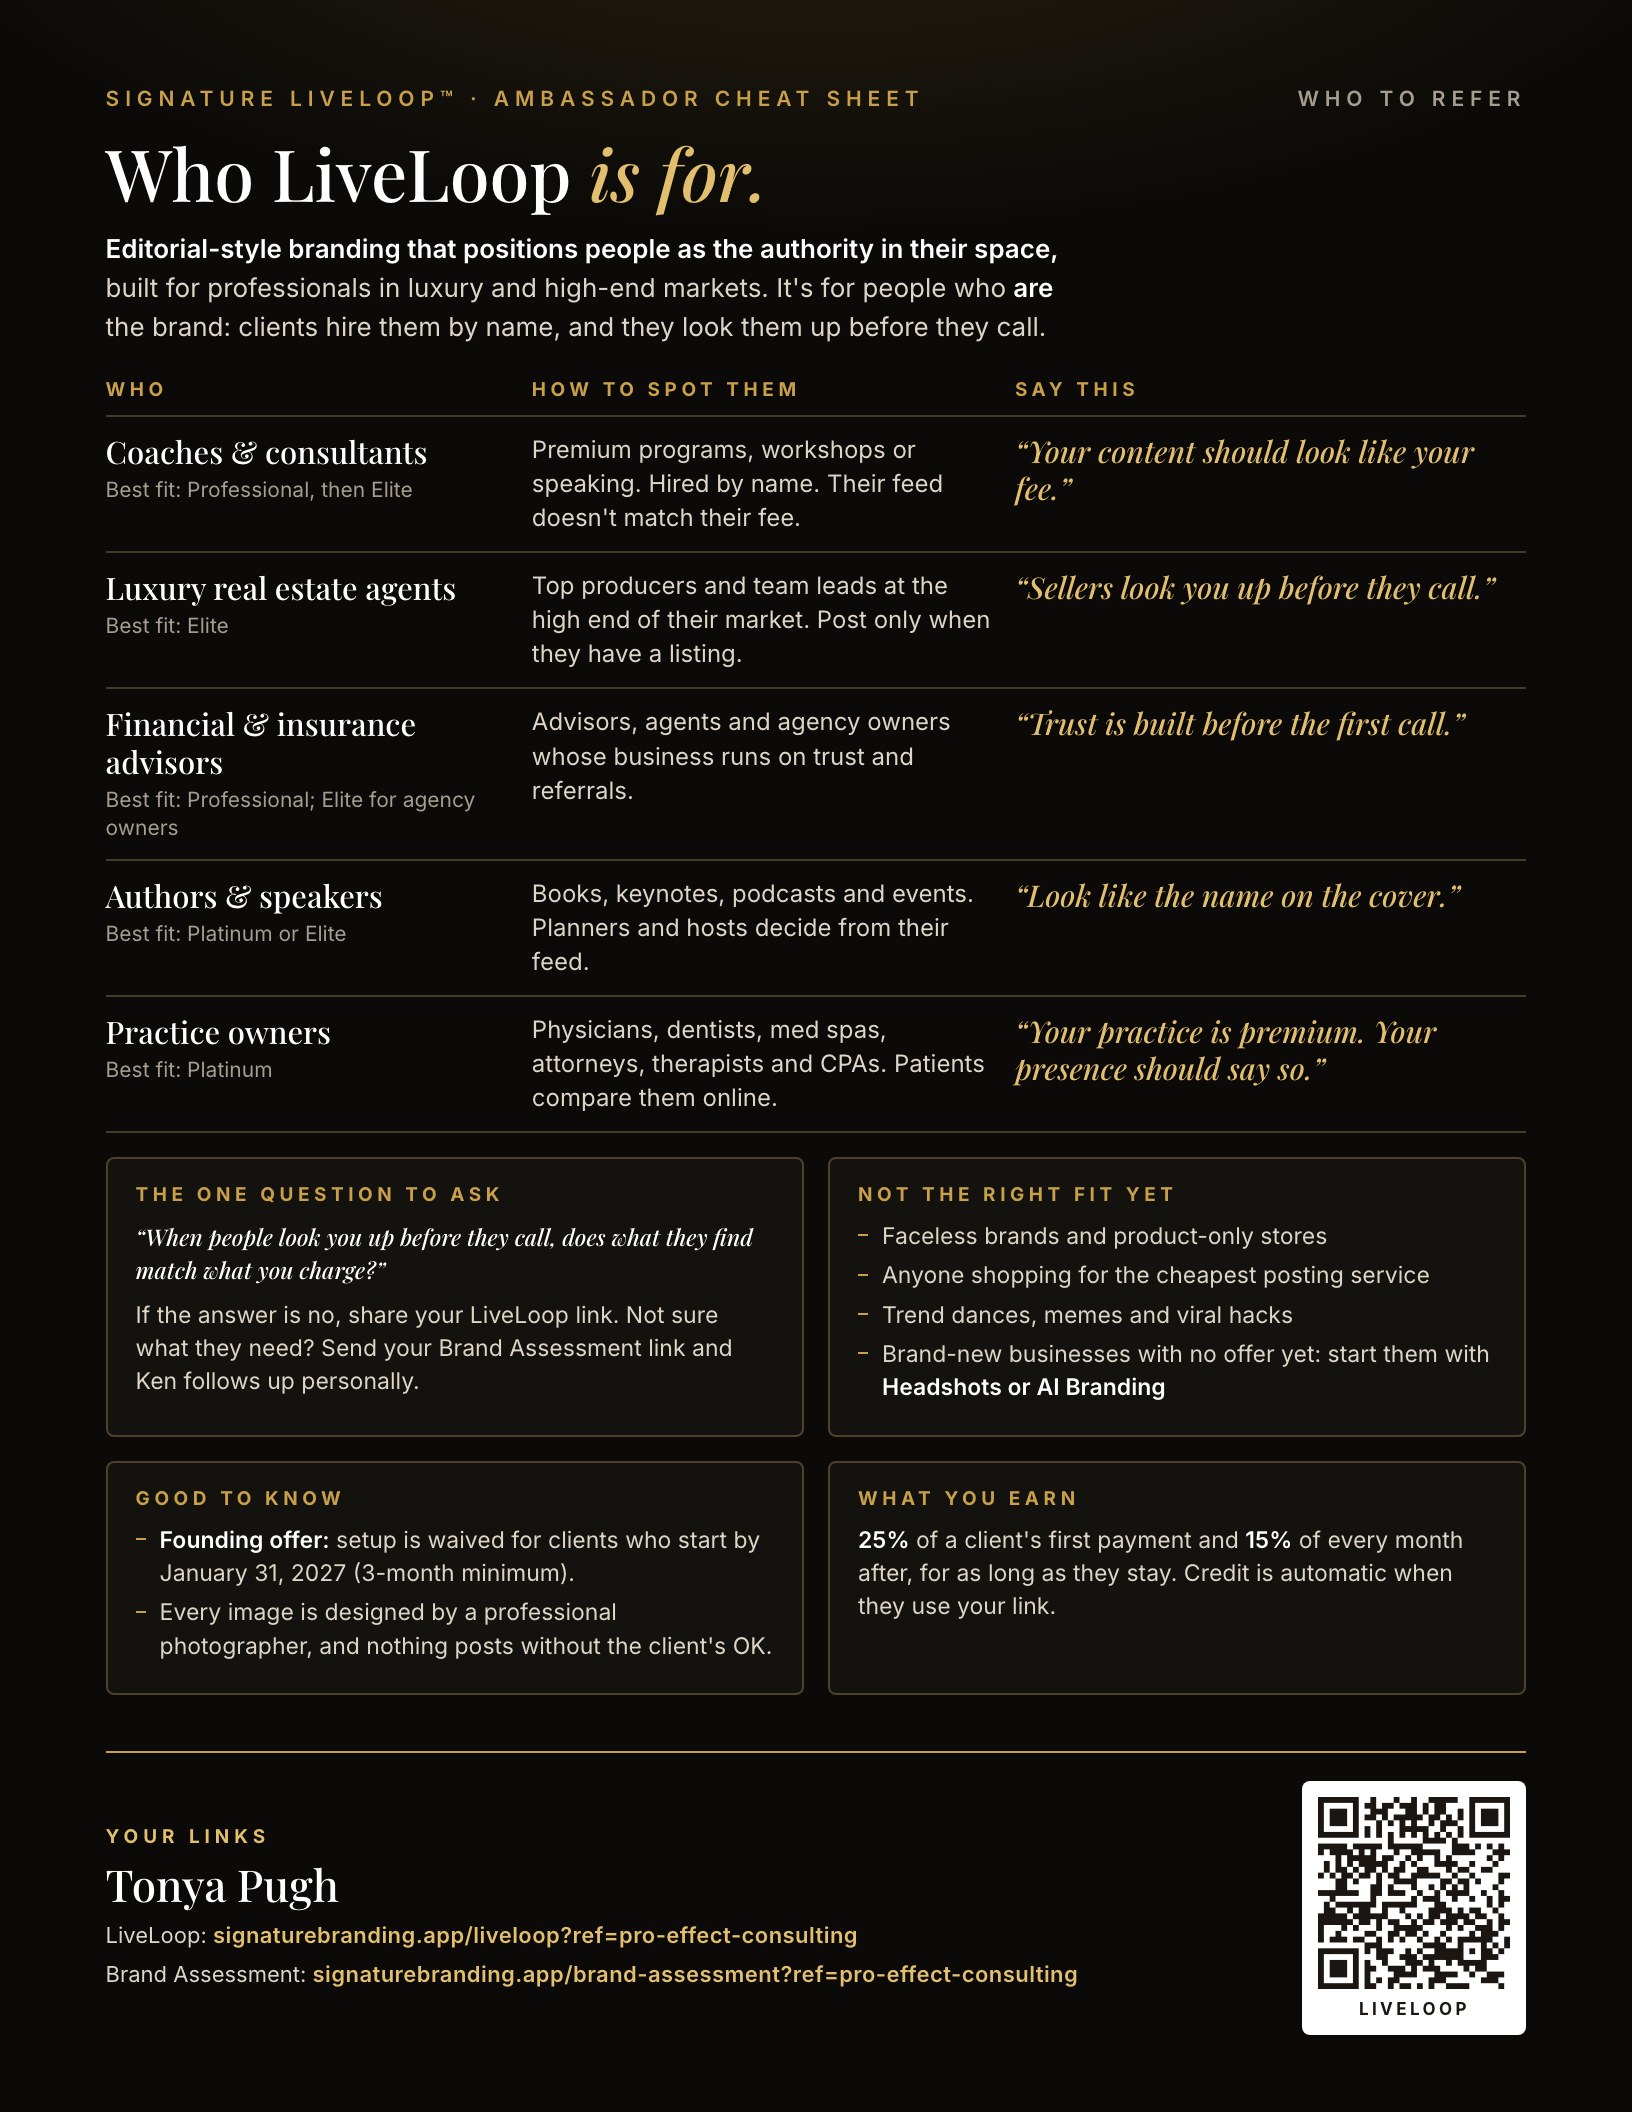 SIGNATURE LIVELOOP™ · AMBASSADOR CHEAT SHEET
WHO TO REFER
Who LiveLoop is for.
Editorial-style branding that positions people as the authority in their space,
built for professionals in luxury and high-end markets. It's for people who are
the brand: clients hire them by name, and they look them up before they call.
WHO
HOW TO SPOT THEM
SAY THIS
Coaches & consultants
Best fit: Professional, then Elite
Premium programs, workshops or
speaking. Hired by name. Their feed
doesn't match their fee.
“Your content should look like your
fee.”
Luxury real estate agents
Best fit: Elite
Top producers and team leads at the
high end of their market. Post only when
they have a listing.
“Sellers look you up before they call.”
Financial & insurance
advisors
Best fit: Professional; Elite for agency
owners
Advisors, agents and agency owners
whose business runs on trust and
referrals.
“Trust is built before the first call.”
Authors & speakers
Best fit: Platinum or Elite
Books, keynotes, podcasts and events.
Planners and hosts decide from their
feed.
“Look like the name on the cover.”
Practice owners
Best fit: Platinum
Physicians, dentists, med spas,
attorneys, therapists and CPAs. Patients
compare them online.
“Your practice is premium. Your
presence should say so.”
THE ONE QUESTION TO ASK
“When people look you up before they call, does what they find
match what you charge?”
If the answer is no, share your LiveLoop link. Not sure
what they need? Send your Brand Assessment link and
Ken follows up personally.
NOT THE RIGHT FIT YET
– Faceless brands and product-only stores
– Anyone shopping for the cheapest posting service
– Trend dances, memes and viral hacks
– Brand-new businesses with no offer yet: start them with
Headshots or AI Branding
GOOD TO KNOW
– Founding offer: setup is waived for clients who start by
January 31, 2027 (3-month minimum).
– Every image is designed by a professional
photographer, and nothing posts without the client's OK.
WHAT YOU EARN
25% of a client's first payment and 15% of every month
after, for as long as they stay. Credit is automatic when
they use your link.
YOUR LINKS
Tonya Pugh
LiveLoop: signaturebranding.app/liveloop?ref=pro-effect-consulting
Brand Assessment: signaturebranding.app/brand-assessment?ref=pro-effect-consulting
LIVELOOP